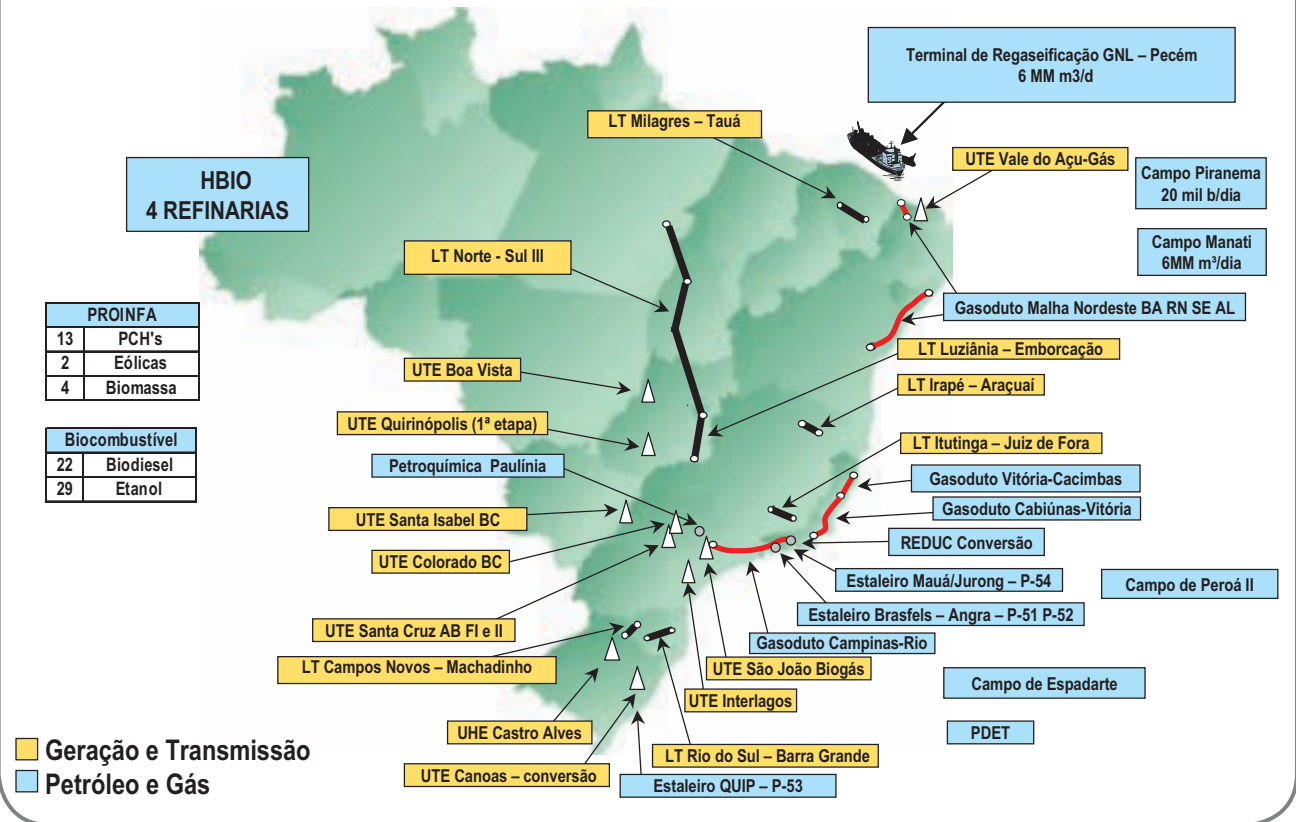 Terminal de Regaseificação GNL – Pecém
6 MM m3/d
LT Milagres – Tauá
UTE Vale do Açu-Gás
HBIO
4 REFINARIAS
Campo Piranema
20 mil b/dia
Campo Manati
6MM m³/dia
LT Norte - Sul III
Gasoduto Malha Nordeste BA RN SE AL
PROINFA
13 PCH's
2 Eólicas
4 Biomassa
LT Luziânia – Emborcação
UTE Boa Vista
LT Irapé – Araçuaí
UTE Quirinópolis (1ª etapa)
Biocombustível
22 Biodiesel
29 Etanol
LT Itutinga – Juiz de Fora
Petroquímica Paulínia
Gasoduto Vitória-Cacimbas
Gasoduto Cabiúnas-Vitória
UTE Santa Isabel BC
REDUC Conversão
UTE Colorado BC
Estaleiro Mauá/Jurong – P-54
Campo de Peroá II
Estaleiro Brasfels – Angra – P-51 P-52
UTE Santa Cruz AB FI e II
Gasoduto Campinas-Rio
LT Campos Novos – Machadinho
UTE São João Biogás
Campo de Espadarte
UTE Interlagos
UHE Castro Alves
PDET
LT Rio do Sul – Barra Grande
UTE Canoas – conversão
Estaleiro QUIP – P-53
Geração e Transmissão
Petróleo e Gás